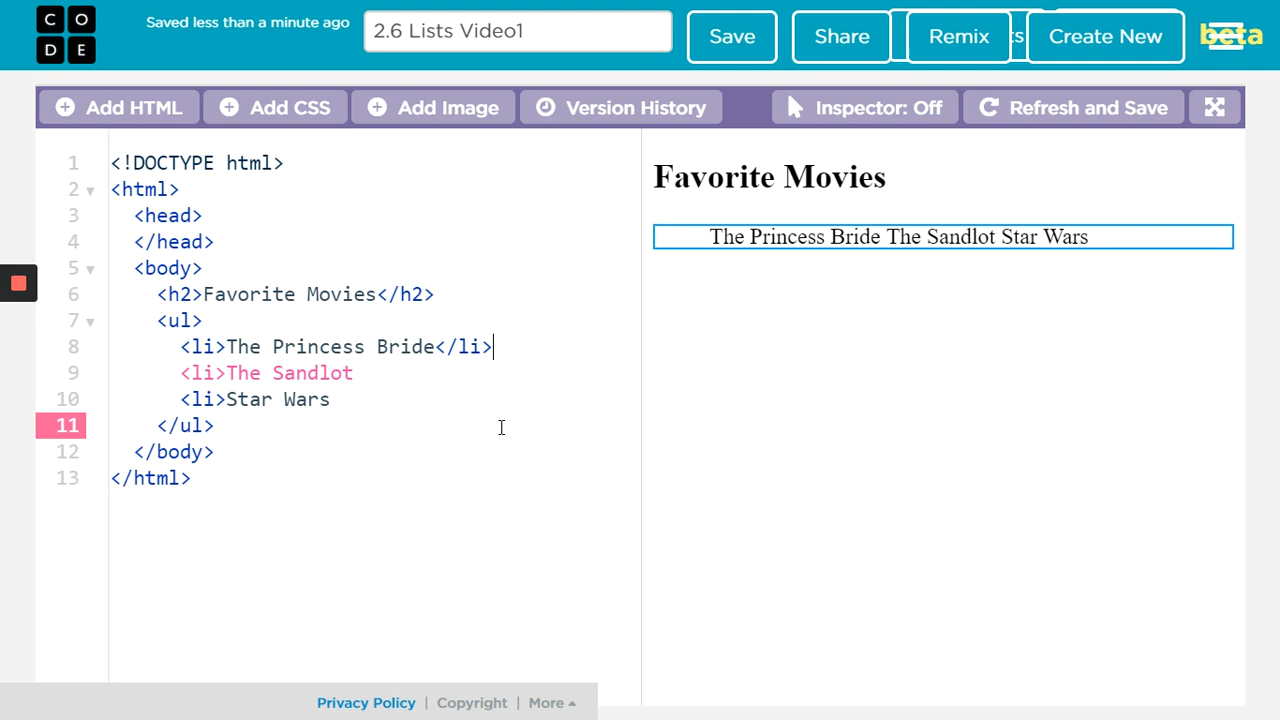 C O
D E
Saved less than a minute ago
2.6 Lists Video1
Save
Share
Remix
ts
Create New
beta
Add HTML
Add CSS
Add Image
Version History
Inspector: Off
Refresh and Save
1 <!DOCTYPE html>
2 <html>
3 <head>
4 </head>
5 <body>
6 <h2>Favorite Movies</h2>
7 <ul>
8 <li>The Princess Bride</li>
9 <li>The Sandlot
10 <li>Star Wars
11 </ul>
12 </body>
13 </html>
Favorite Movies
The Princess Bride The Sandlot Star Wars
Privacy Policy | Copyright | More